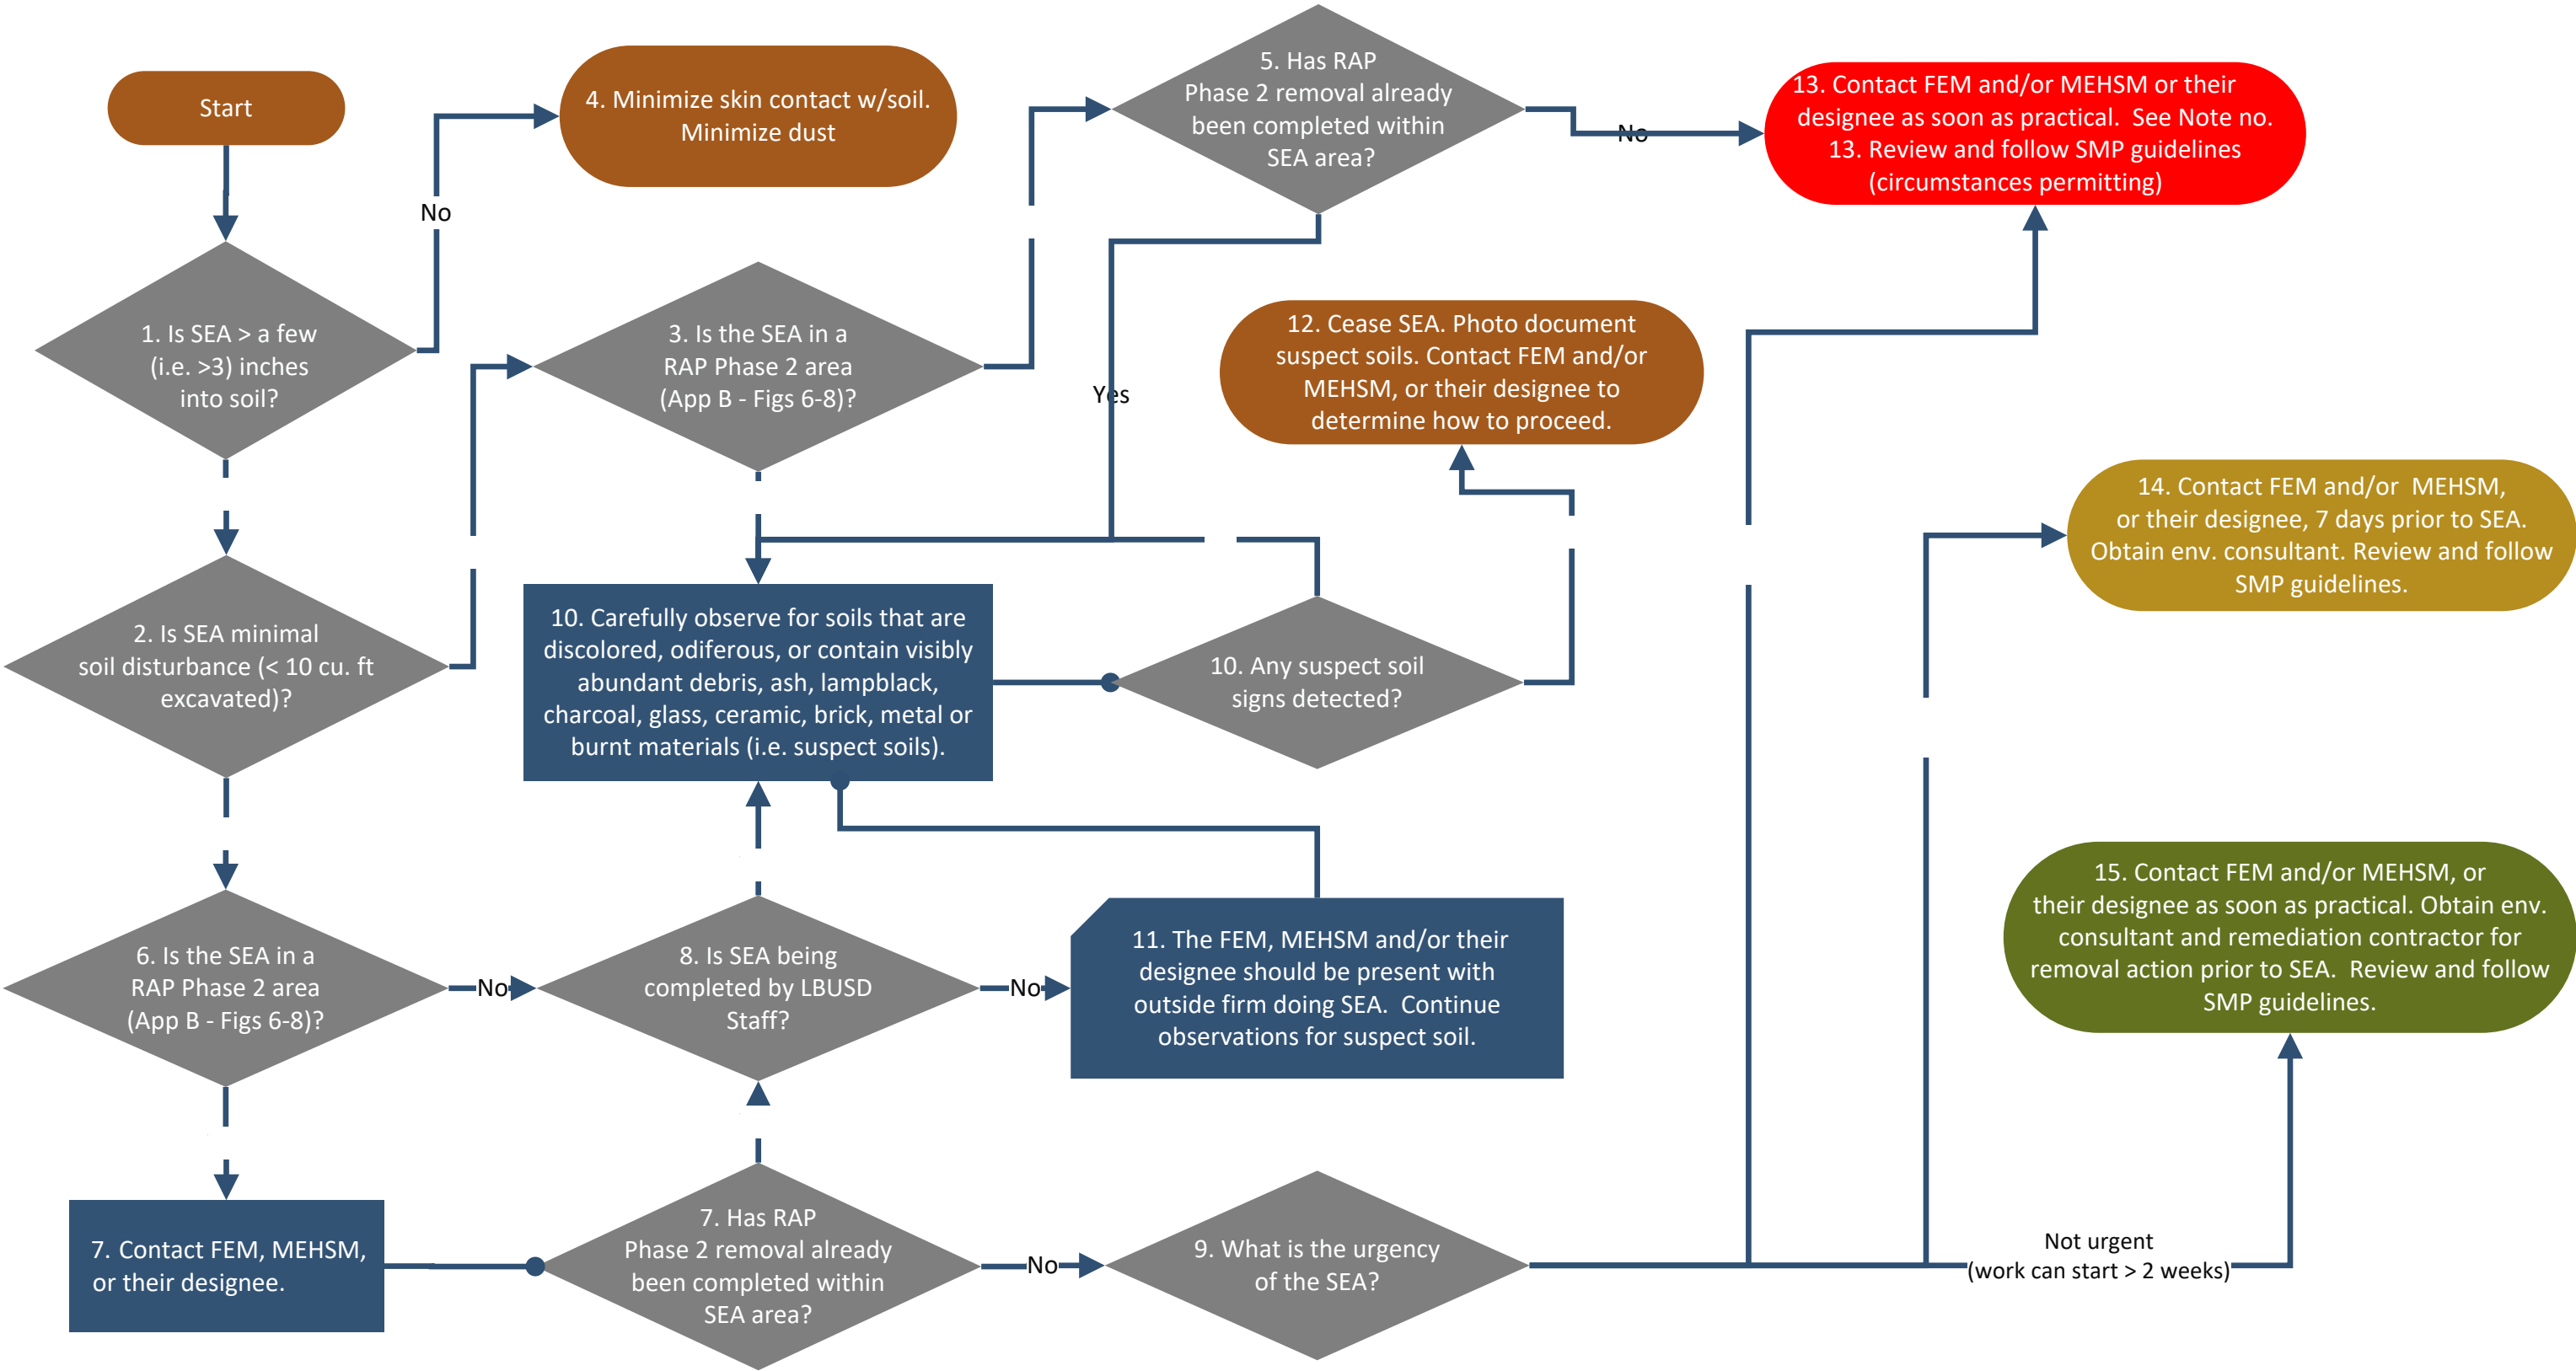 Start
4. Minimize skin contact w/soil.
Minimize dust
5. Has RAP
Phase 2 removal already
been completed within
SEA area?
13. Contact FEM and/or MEHSM or their
designee as soon as practical. See Note no.
13. Review and follow SMP guidelines
(circumstances permitting)
No
No
1. Is SEA > a few
(i.e. >3) inches
into soil?
3. Is the SEA in a
RAP Phase 2 area
(App B - Figs 6-8)?
Yes
12. Cease SEA. Photo document
suspect soils. Contact FEM and/or
MEHSM, or their designee to
determine how to proceed.
14. Contact FEM and/or MEHSM,
or their designee, 7 days prior to SEA.
Obtain env. consultant. Review and follow
SMP guidelines.
2. Is SEA minimal
soil disturbance (< 10 cu. ft
excavated)?
10. Carefully observe for soils that are
discolored, odiferous, or contain visibly
abundant debris, ash, lampblack,
charcoal, glass, ceramic, brick, metal or
burnt materials (i.e. suspect soils).
10. Any suspect soil
signs detected?
6. Is the SEA in a
RAP Phase 2 area
(App B - Figs 6-8)?
No
8. Is SEA being
completed by LBUSD
Staff?
No
11. The FEM, MEHSM and/or their
designee should be present with
outside firm doing SEA. Continue
observations for suspect soil.
15. Contact FEM and/or MEHSM, or
their designee as soon as practical. Obtain env.
consultant and remediation contractor for
removal action prior to SEA. Review and follow
SMP guidelines.
7. Contact FEM, MEHSM,
or their designee.
7. Has RAP
Phase 2 removal already
been completed within
SEA area?
No
9. What is the urgency
of the SEA?
Not urgent
(work can start > 2 weeks)